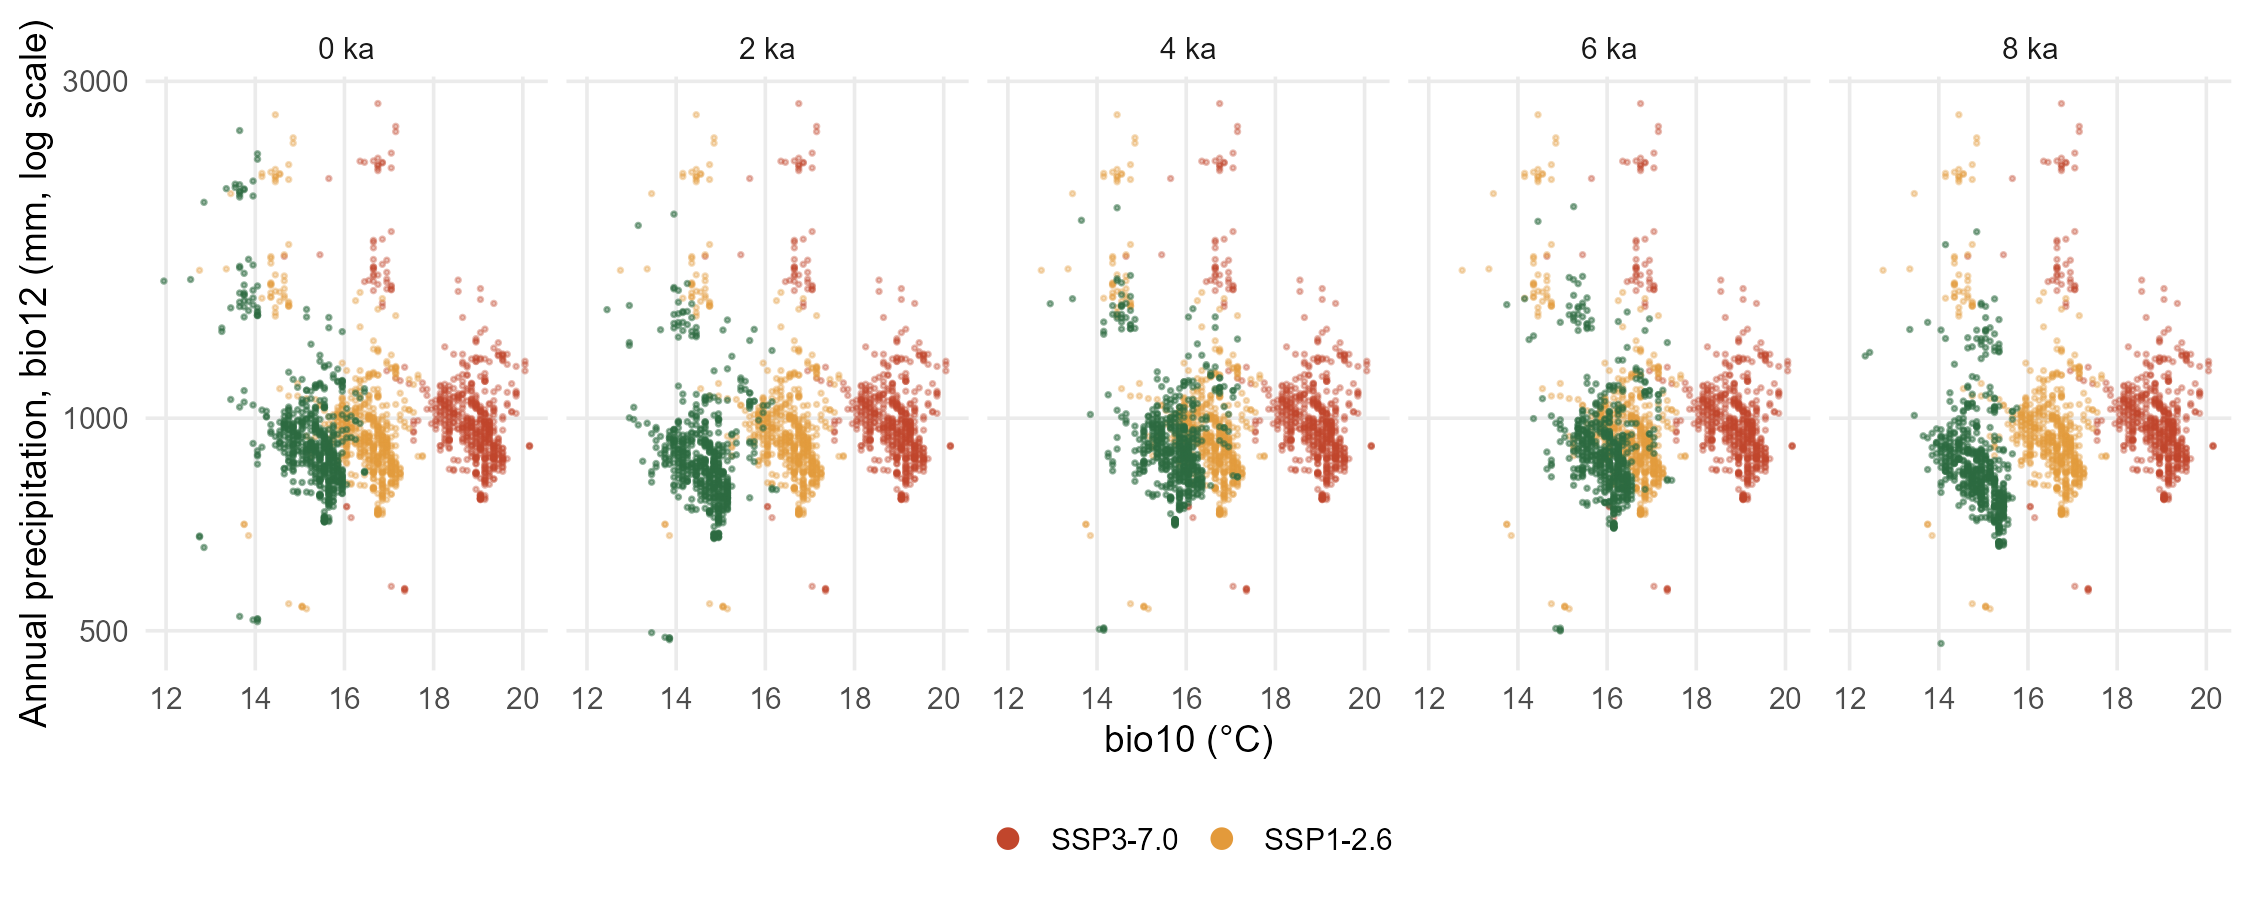 0 ka 2 ka 4 ka 6 ka 8 ka
Annual precipitation, bio12 (mm, log scale)
3000
1000
500
12 14 16 18 20 12 14 16 18 20 12 14 16 18 20 12 14 16 18 20 12 14 16 18 20
bio10 (°C)
SSP3-7.0 SSP1-2.6